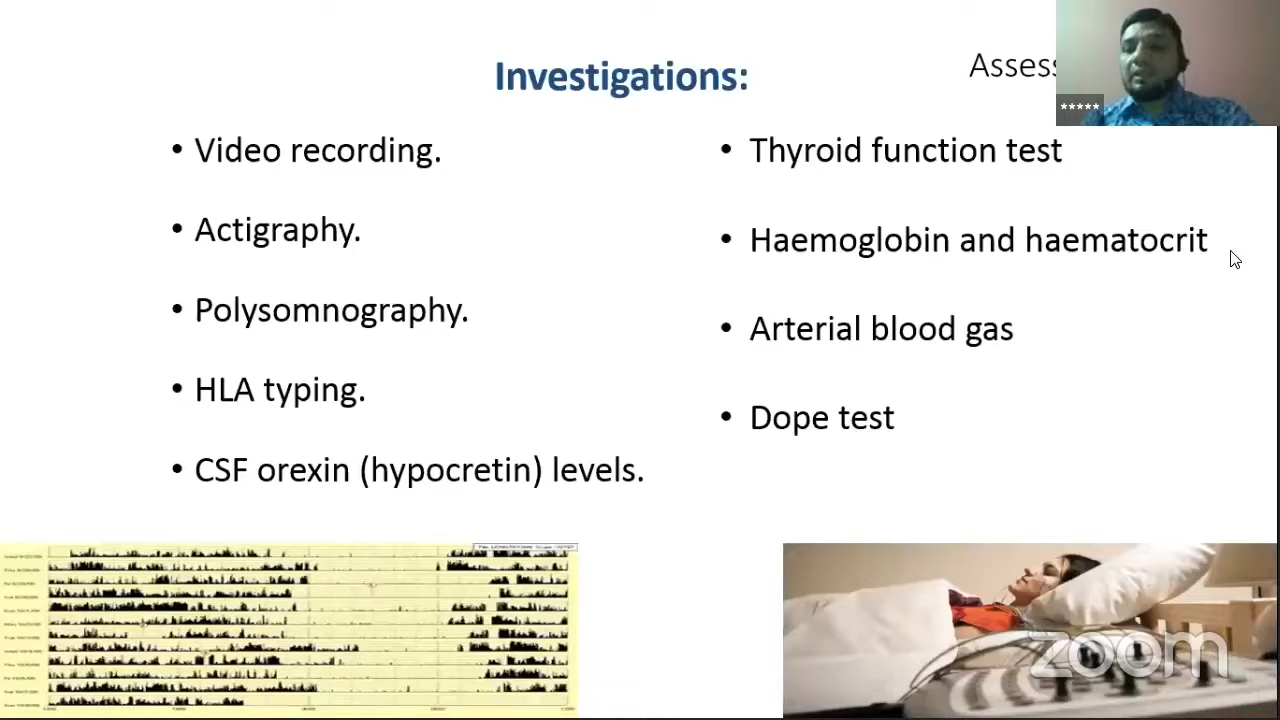 Investigations:
Assess
*****
• Video recording.
• Actigraphy.
• Polysomnography.
• HLA typing.
• CSF orexin (hypocretin) levels.
• Thyroid function test
• Haemoglobin and haematocrit
• Arterial blood gas
• Dope test
zoom